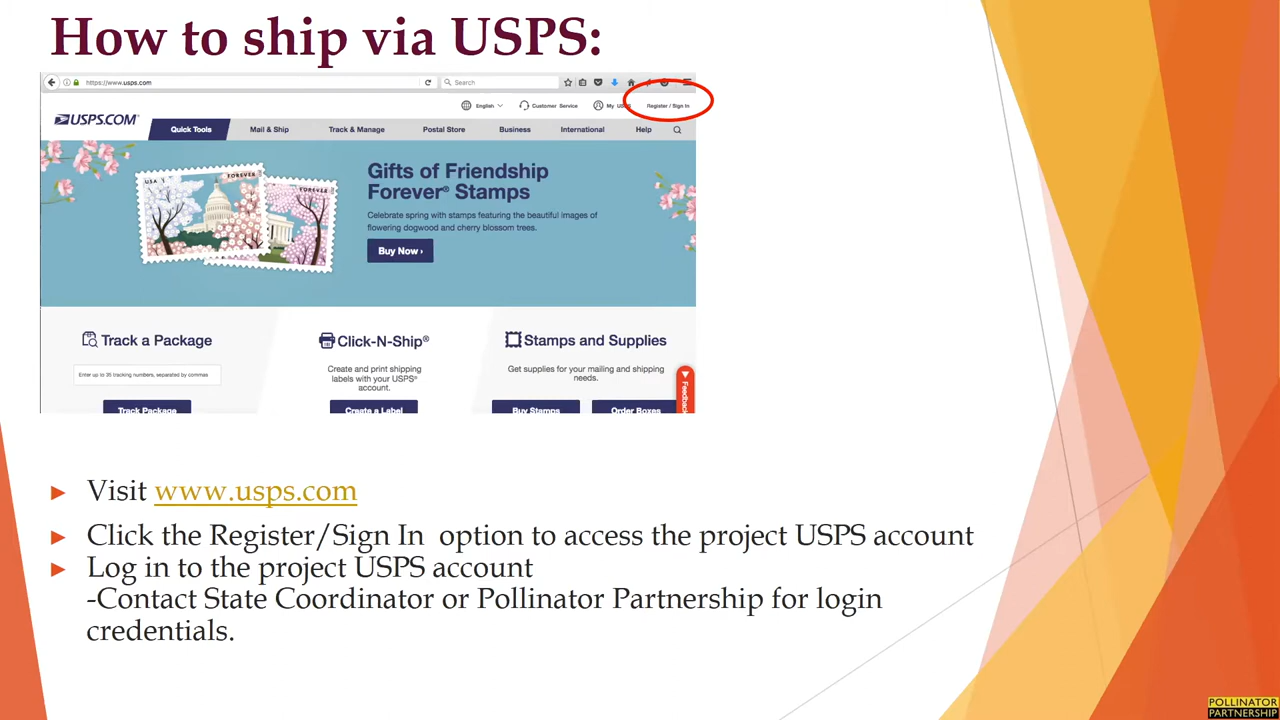 How to ship via USPS:
https://www.usps.com
Search
English
Customer Service
My US
Register / Sign In
USPS.COM
Quick Tools
Mail & Ship
Track & Manage
Postal Store
Business
International
Help
USA
FOREVER
FOREVER
Gifts of Friendship
Forever® Stamps
Celebrate spring with stamps featuring the beautiful images of
flowering dogwood and cherry blossom trees.
Buy Now ›
Track a Package
Enter up to 35 tracking numbers, separated by commas
Track Package
Click-N-Ship®
Create and print shipping
labels with your USPS®
account.
Create a Label
Stamps and Supplies
Get supplies for your mailing and shipping
needs.
Buy Stamps
Order Boxes
Feedback
Visit www.usps.com
Click the Register/Sign In option to access the project USPS account
Log in to the project USPS account
-Contact State Coordinator or Pollinator Partnership for login
credentials.
POLLINATOR
PARTNERSHIP